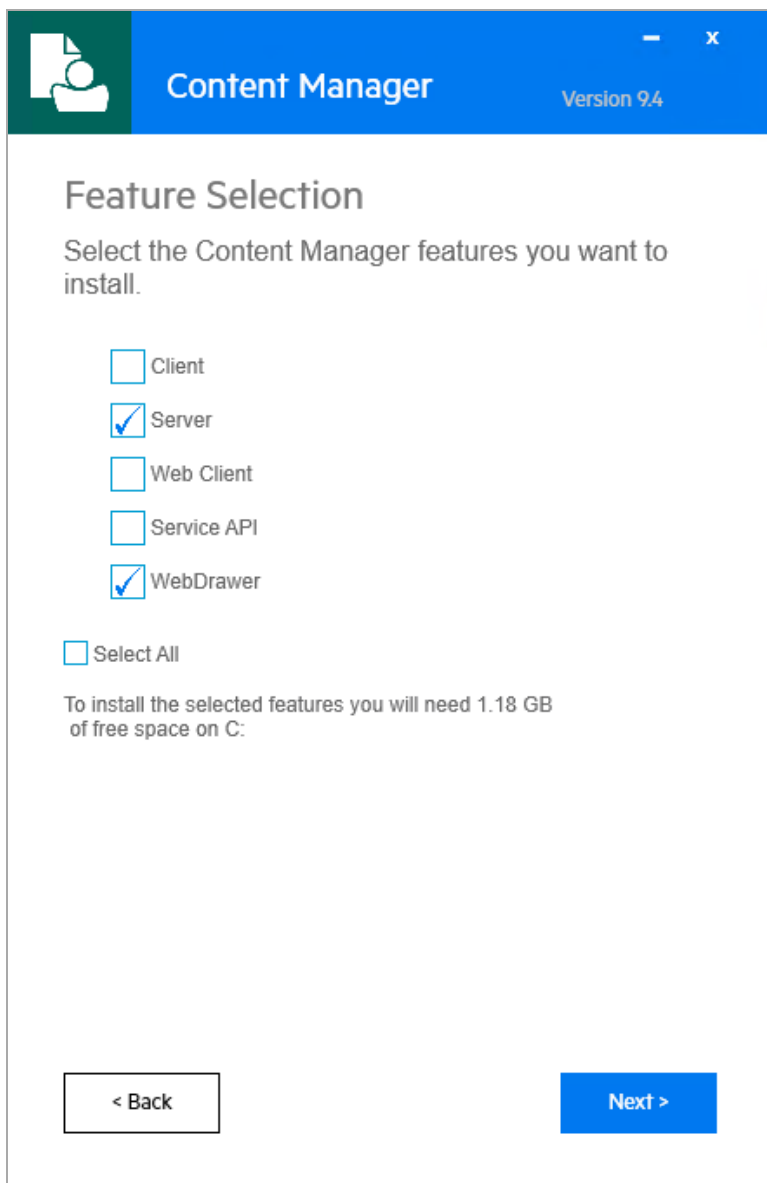 Content Manager
Version 9.4
x
Feature Selection
Select the Content Manager features you want to
install.
Client
Server
Web Client
Service API
WebDrawer
Select All
To install the selected features you will need 1.18 GB
of free space on C:
< Back
Next >